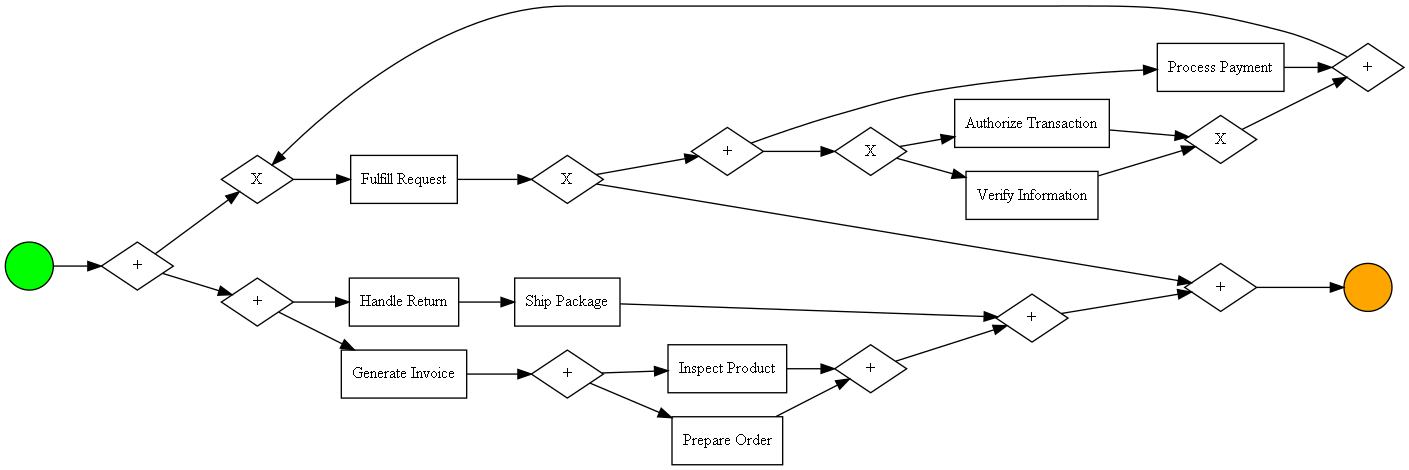 Process Payment
+
Authorize Transaction
+
X
X
X
Fulfill Request
X
Verify Information
+
+
Handle Return
Ship Package
+
+
Generate Invoice
+
Inspect Product
+
Prepare Order